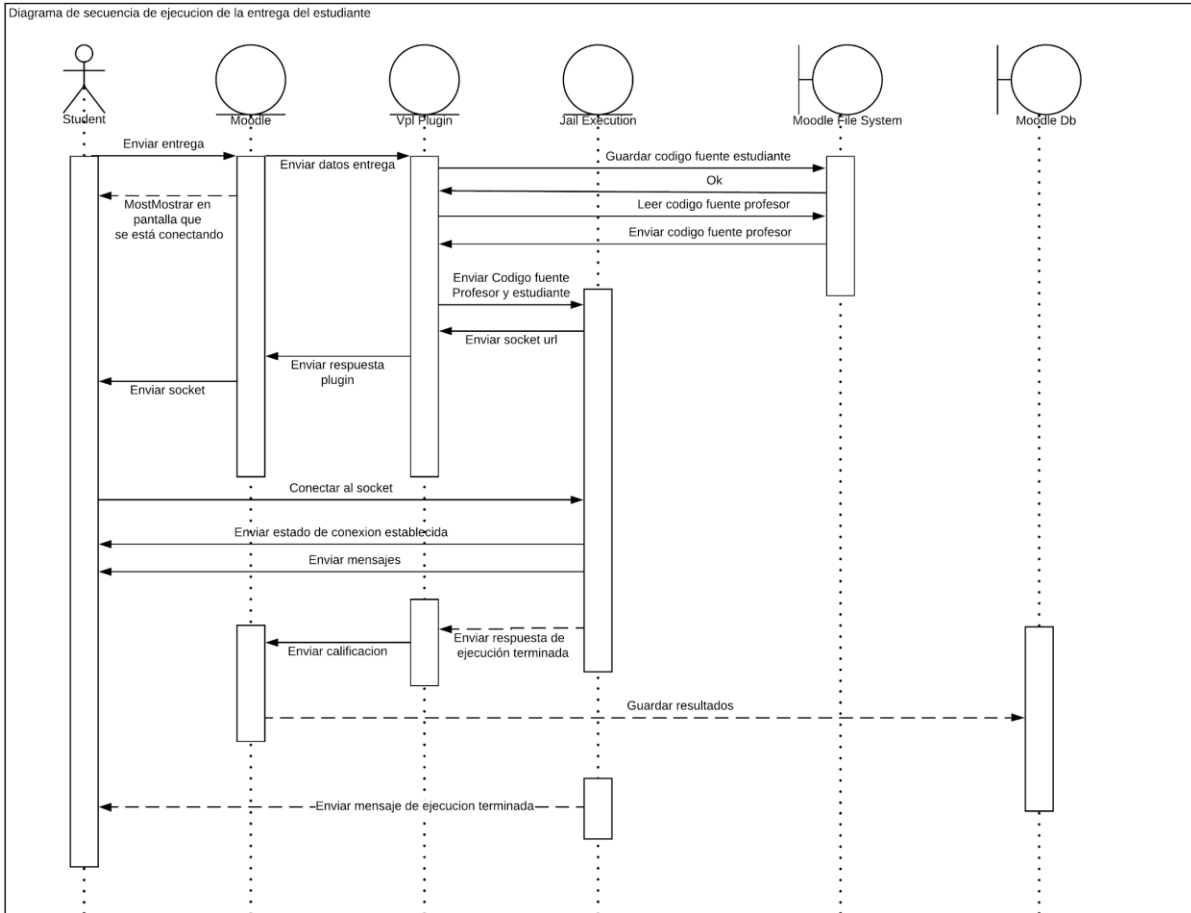 Diagrama de secuencia de ejecucion de la entrega del estudiante
Student
Moodle
Vpl Plugin
Jail Execution
Moodle File System
Moodle Db
Enviar entrega
Enviar datos entrega
Guardar codigo fuente estudiante
Ok
MostMostrar en
pantalla que
se está conectando
Leer codigo fuente profesor
Enviar codigo fuente profesor
Enviar Codigo fuente
Profesor y estudiante
Enviar socket url
Enviar respuesta
plugin
Enviar socket
Conectar al socket
Enviar estado de conexion establecida
Enviar mensajes
Enviar respuesta de
ejecución terminada
Enviar calificacion
Guardar resultados
Enviar mensaje de ejecucion terminada